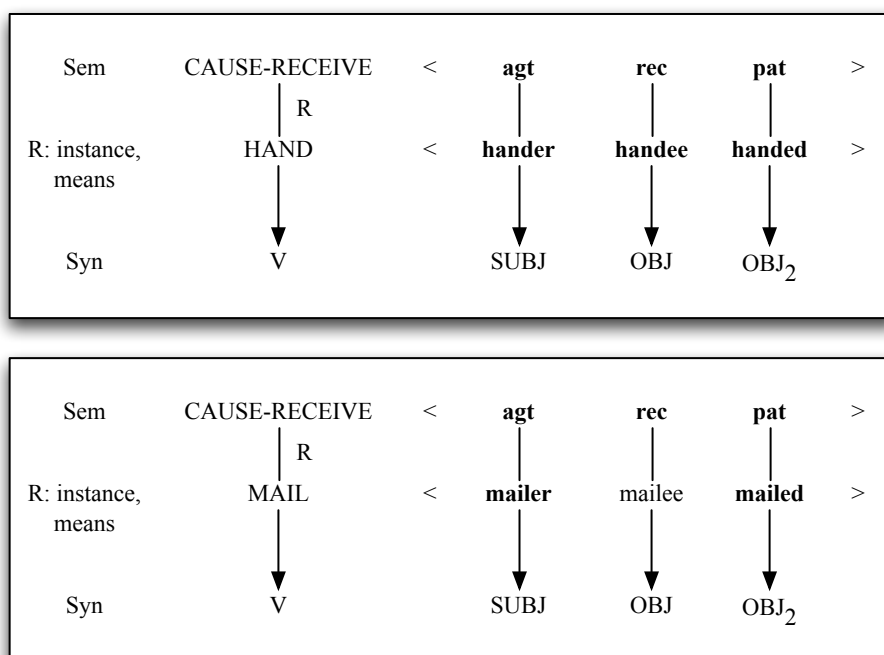 Sem CAUSE-RECEIVE < agt rec pat >
R
R: instance, HAND < hander handee handed >
means
Syn V SUBJ OBJ OBJ2
Sem CAUSE-RECEIVE < agt rec pat >
R
R: instance, MAIL < mailer mailee mailed >
means
Syn V SUBJ OBJ OBJ2